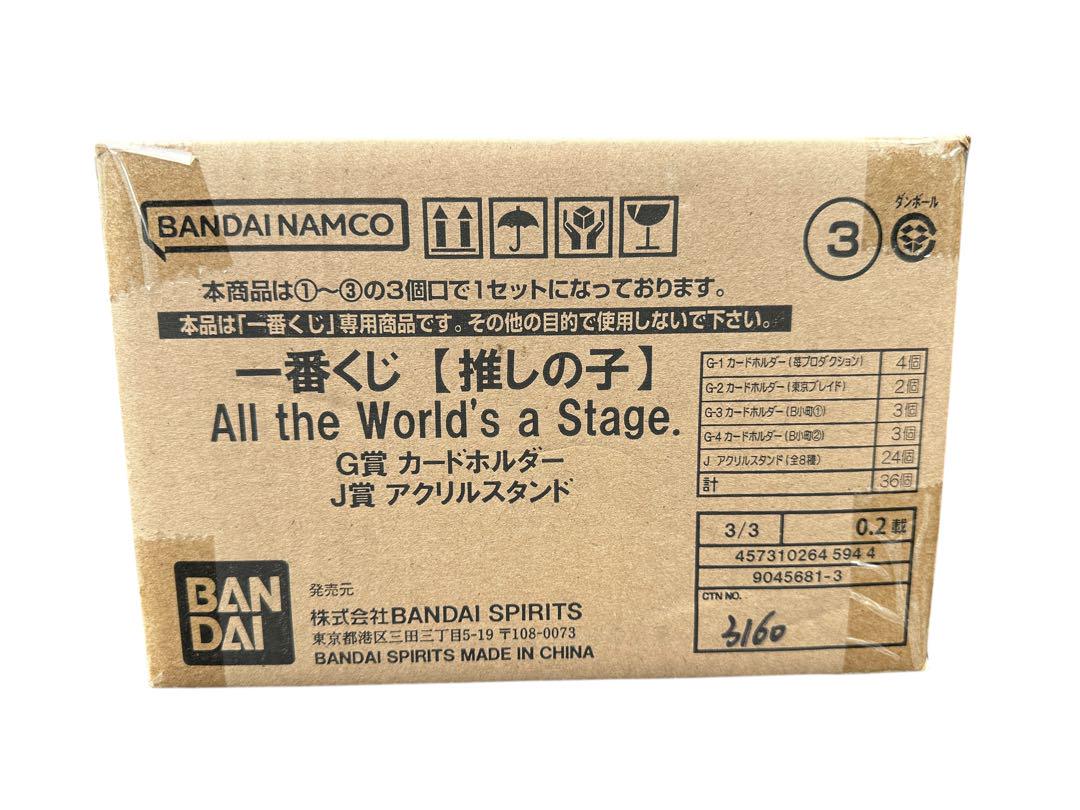 BANDAI NAMCO
3
ダンボール
本商品は①～③の3個口で1セットになっております。
本品は「一番くじ」専用商品です。その他の目的で使用しないで下さい。
一番くじ 【推しの子】
All the World's a Stage.
G賞 カードホルダー
J賞 アクリルスタンド
G-1 カードホルダー(苺プロダクション) 4個
G-2 カードホルダー(東京ブレイド) 2個
G-3 カードホルダー(B小町①) 3個
G-4 カードホルダー(B小町②) 3個
J アクリルスタンド(全8種) 24個
計 36個
3/3 0.2載
457310264 594 4
9045681-3
CTN NO.
3160
BAN
DAI
発売元
株式会社BANDAI SPIRITS
東京都港区三田三丁目5-19 〒108-0073
BANDAI SPIRITS MADE IN CHINA